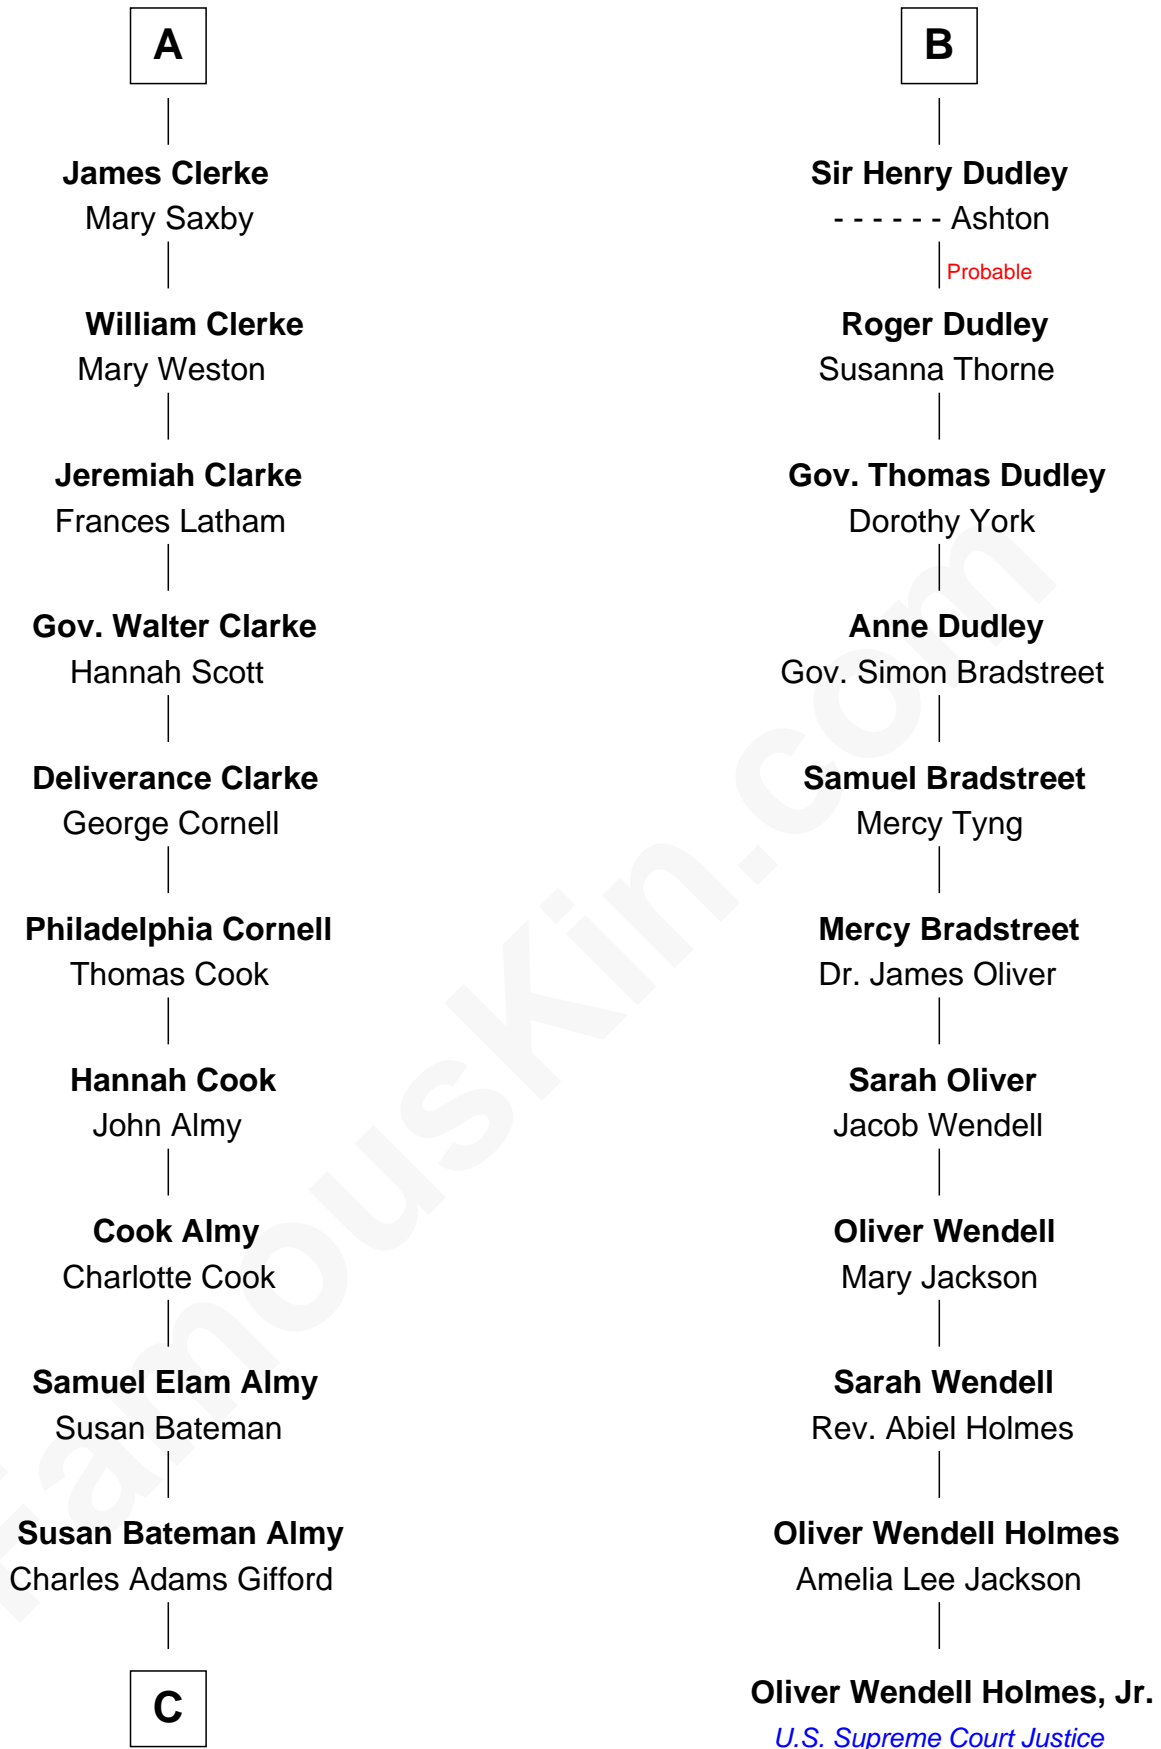 A
James Clerke
Mary Saxby
William Clerke
Mary Weston
Jeremiah Clarke
Frances Latham
Gov. Walter Clarke
Hannah Scott
Deliverance Clarke
George Cornell
Philadelphia Cornell
Thomas Cook
Hannah Cook
John Almy
Cook Almy
Charlotte Cook
Samuel Elam Almy
Susan Bateman
Susan Bateman Almy
Charles Adams Gifford
C
B
Sir Henry Dudley
- - - - - - Ashton
Probable
Roger Dudley
Susanna Thorne
Gov. Thomas Dudley
Dorothy York
Anne Dudley
Gov. Simon Bradstreet
Samuel Bradstreet
Mercy Tyng
Mercy Bradstreet
Dr. James Oliver
Sarah Oliver
Jacob Wendell
Oliver Wendell
Mary Jackson
Sarah Wendell
Rev. Abiel Holmes
Oliver Wendell Holmes
Amelia Lee Jackson
Oliver Wendell Holmes, Jr.
U.S. Supreme Court Justice
FamousKin.com